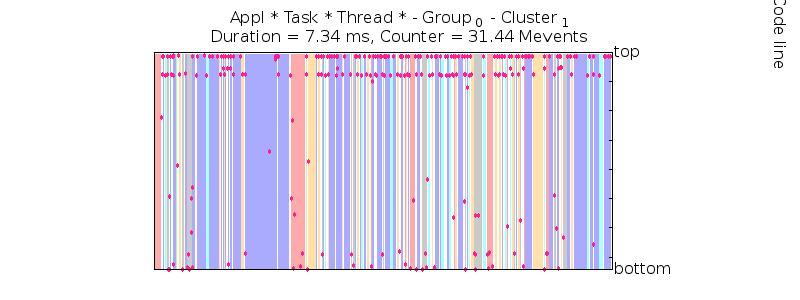 Appl * Task * Thread * - Group 0 - Cluster 1
Duration = 7.34 ms, Counter = 31.44 Mevents
top
bottom
Code line